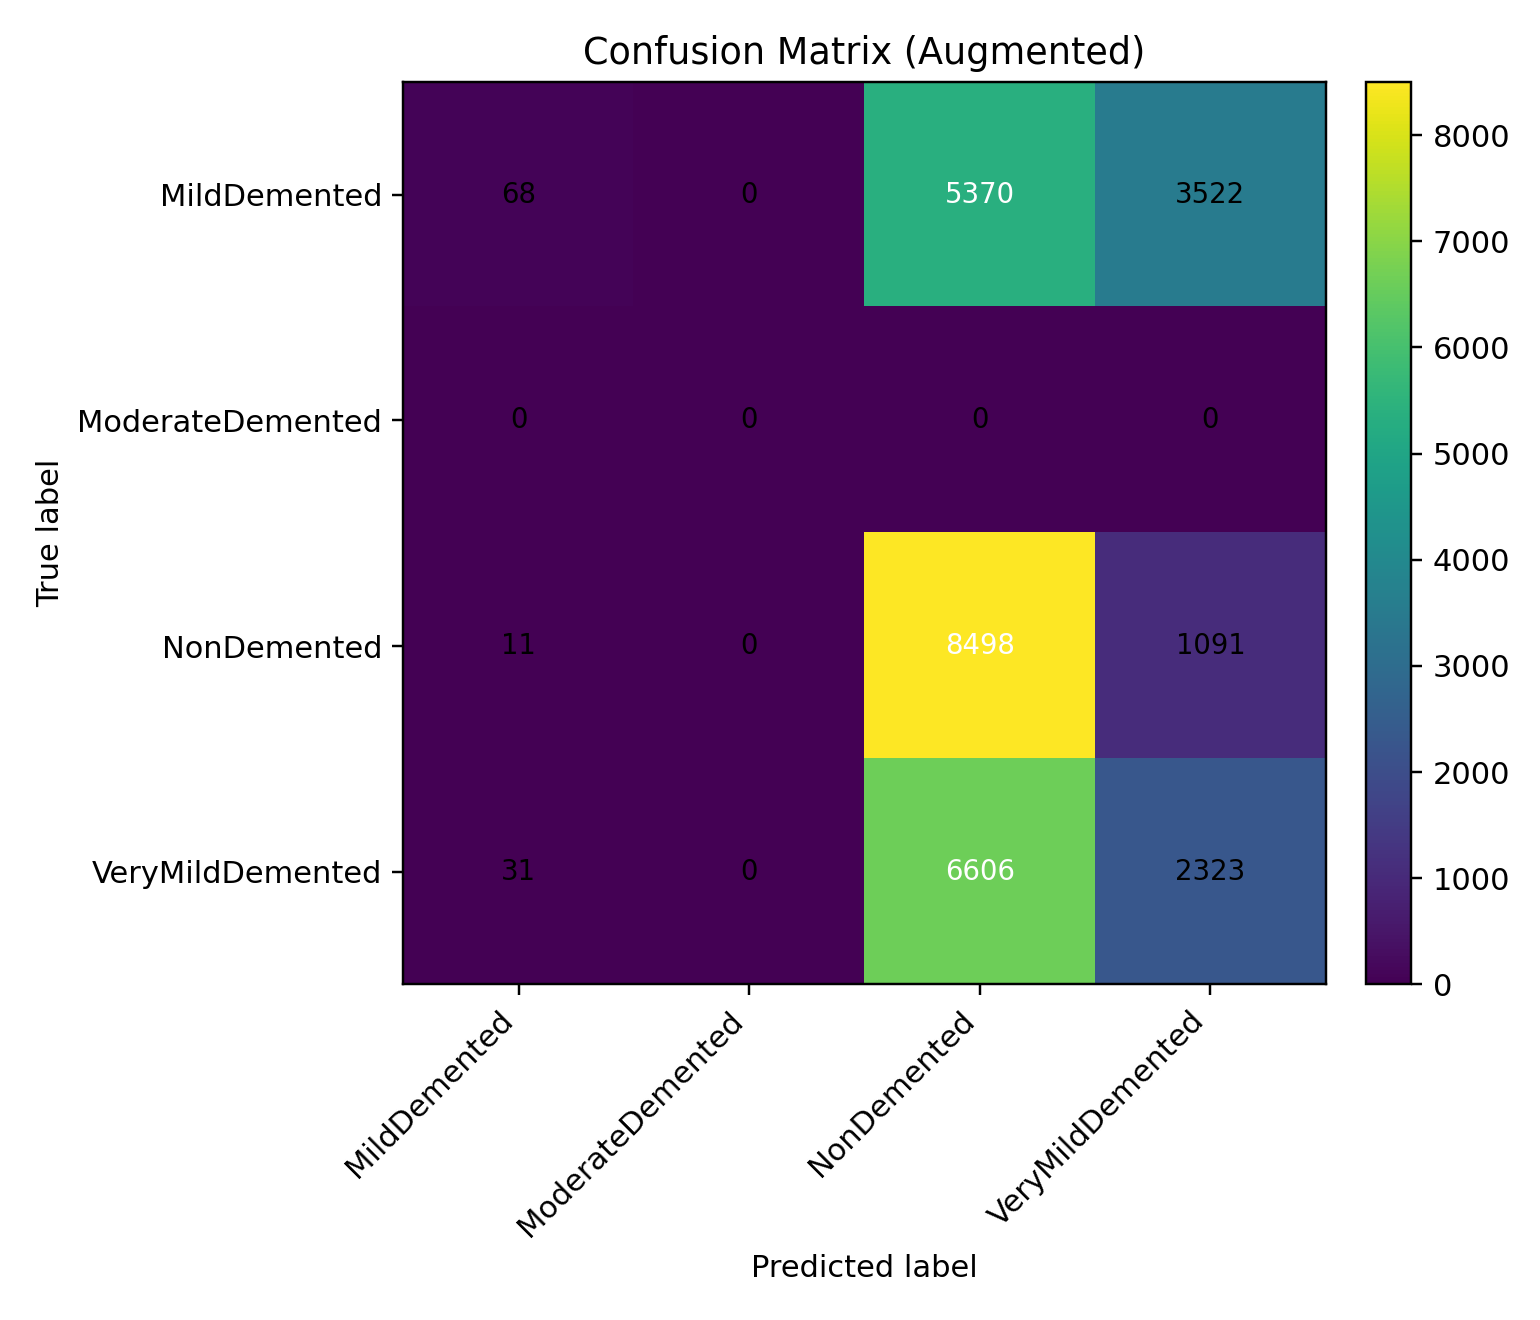 Confusion Matrix (Augmented)
True label
MildDemented 68 0 5370 3522
ModerateDemented 0 0 0 0
NonDemented 11 0 8498 1091
VeryMildDemented 31 0 6606 2323
MildDemented ModerateDemented NonDemented VeryMildDemented
Predicted label
8000
7000
6000
5000
4000
3000
2000
1000
0